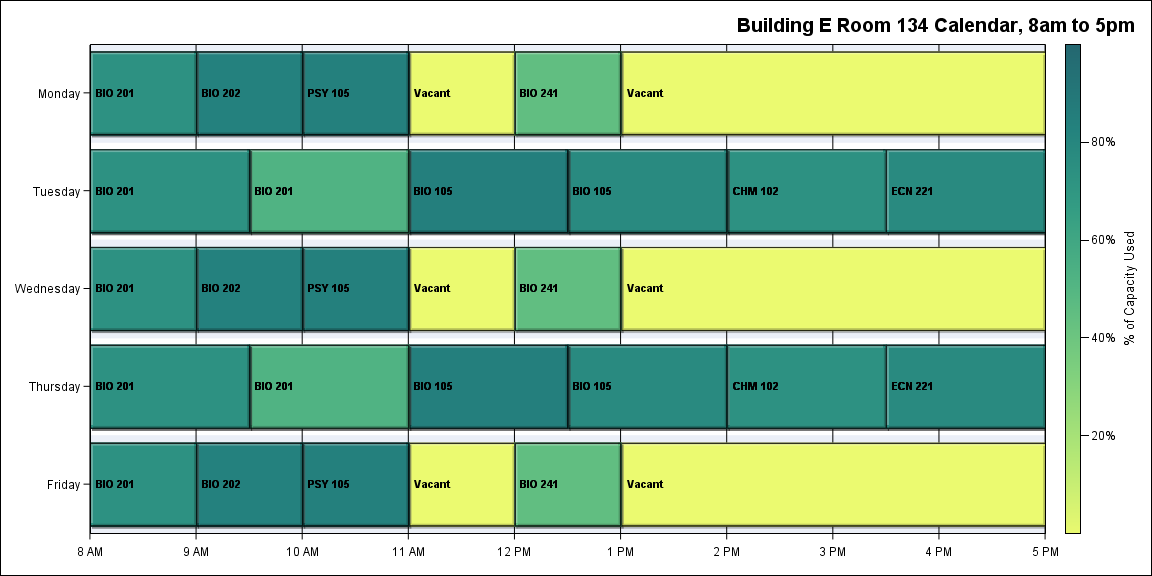 Building E Room 134 Calendar, 8am to 5pm
Monday
BIO 201
BIO 202
PSY 105
Vacant
BIO 241
Vacant
Tuesday
BIO 201
BIO 201
BIO 105
BIO 105
CHM 102
ECN 221
Wednesday
BIO 201
BIO 202
PSY 105
Vacant
BIO 241
Vacant
Thursday
BIO 201
BIO 201
BIO 105
BIO 105
CHM 102
ECN 221
Friday
BIO 201
BIO 202
PSY 105
Vacant
BIO 241
Vacant
8 AM
9 AM
10 AM
11 AM
12 PM
1 PM
2 PM
3 PM
4 PM
5 PM
80%
60%
40%
20%
% of Capacity Used